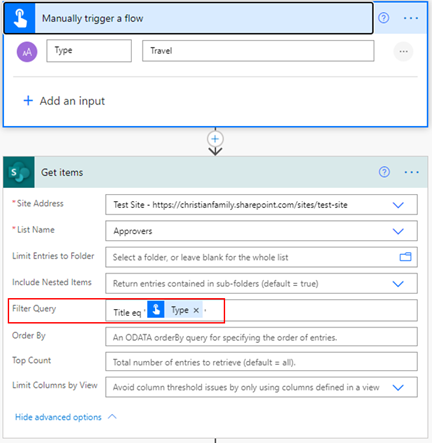 Manually trigger a flow
AA
Type
Travel
+ Add an input
S
Get items
* Site Address
Test Site - https://christianfamily.sharepoint.com/sites/test-site
* List Name
Approvers
Limit Entries to Folder
Select a folder, or leave blank for the whole list
Include Nested Items
Return entries contained in sub-folders (default = true)
Filter Query
Title eq ' Type × '
Order By
An ODATA orderBy query for specifying the order of entries.
Top Count
Total number of entries to retrieve (default = all).
Limit Columns by View
Avoid column threshold issues by only using columns defined in a view
Hide advanced options